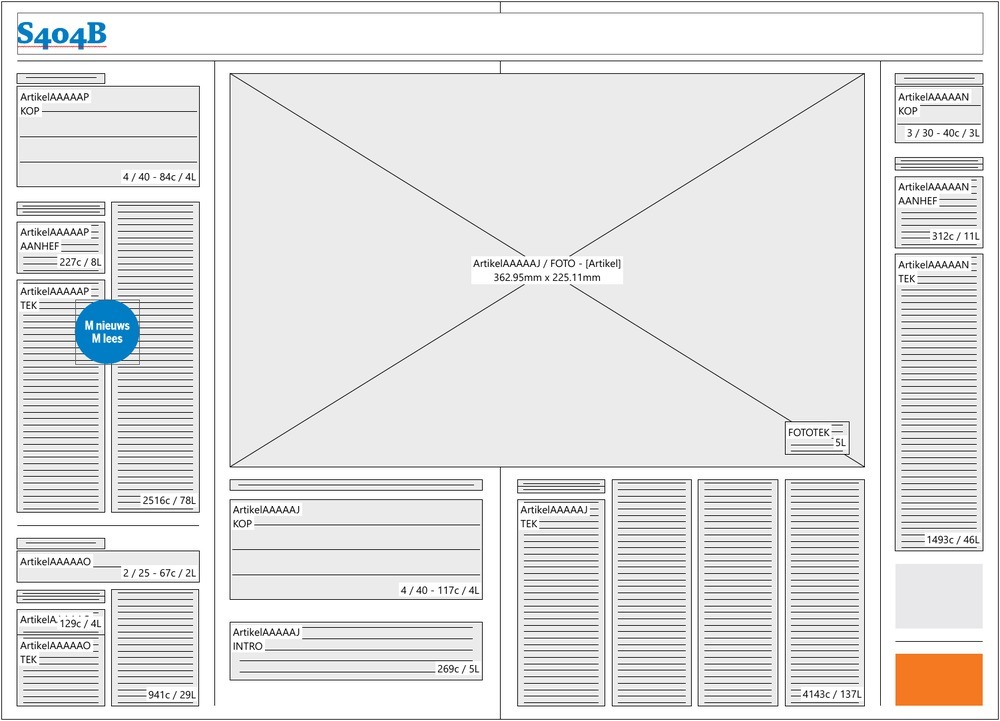 S404B
ArtikelAAAAAP
KOP
4 / 40 - 84c / 4L
ArtikelAAAAAP
AANHEF
227c / 8L
ArtikelAAAAAP
TEK
M nieuws
M lees
2516c / 78L
ArtikelAAAAAO
2 / 25 - 67c / 2L
ArtikelA
129c / 4L
ArtikelAAAAAO
TEK
941c / 29L
ArtikelAAAAAJ / FOTO - [Artikel]
362.95mm x 225.11mm
FOTOTEK
5L
ArtikelAAAAAJ
KOP
4 / 40 - 117c / 4L
ArtikelAAAAAJ
INTRO
269c / 5L
ArtikelAAAAAJ
TEK
4143c / 137L
ArtikelAAAAAN
KOP
3 / 30 - 40c / 3L
ArtikelAAAAAN
AANHEF
312c / 11L
ArtikelAAAAAN
TEK
1493c / 46L